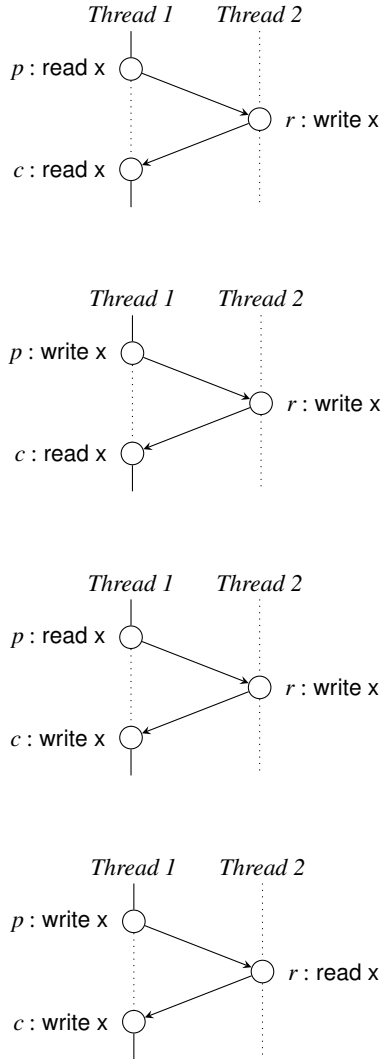 Thread 1 Thread 2
p : read x
r : write x
c : read x
Thread 1 Thread 2
p : write x
r : write x
c : read x
Thread 1 Thread 2
p : read x
r : write x
c : write x
Thread 1 Thread 2
p : write x
r : read x
c : write x